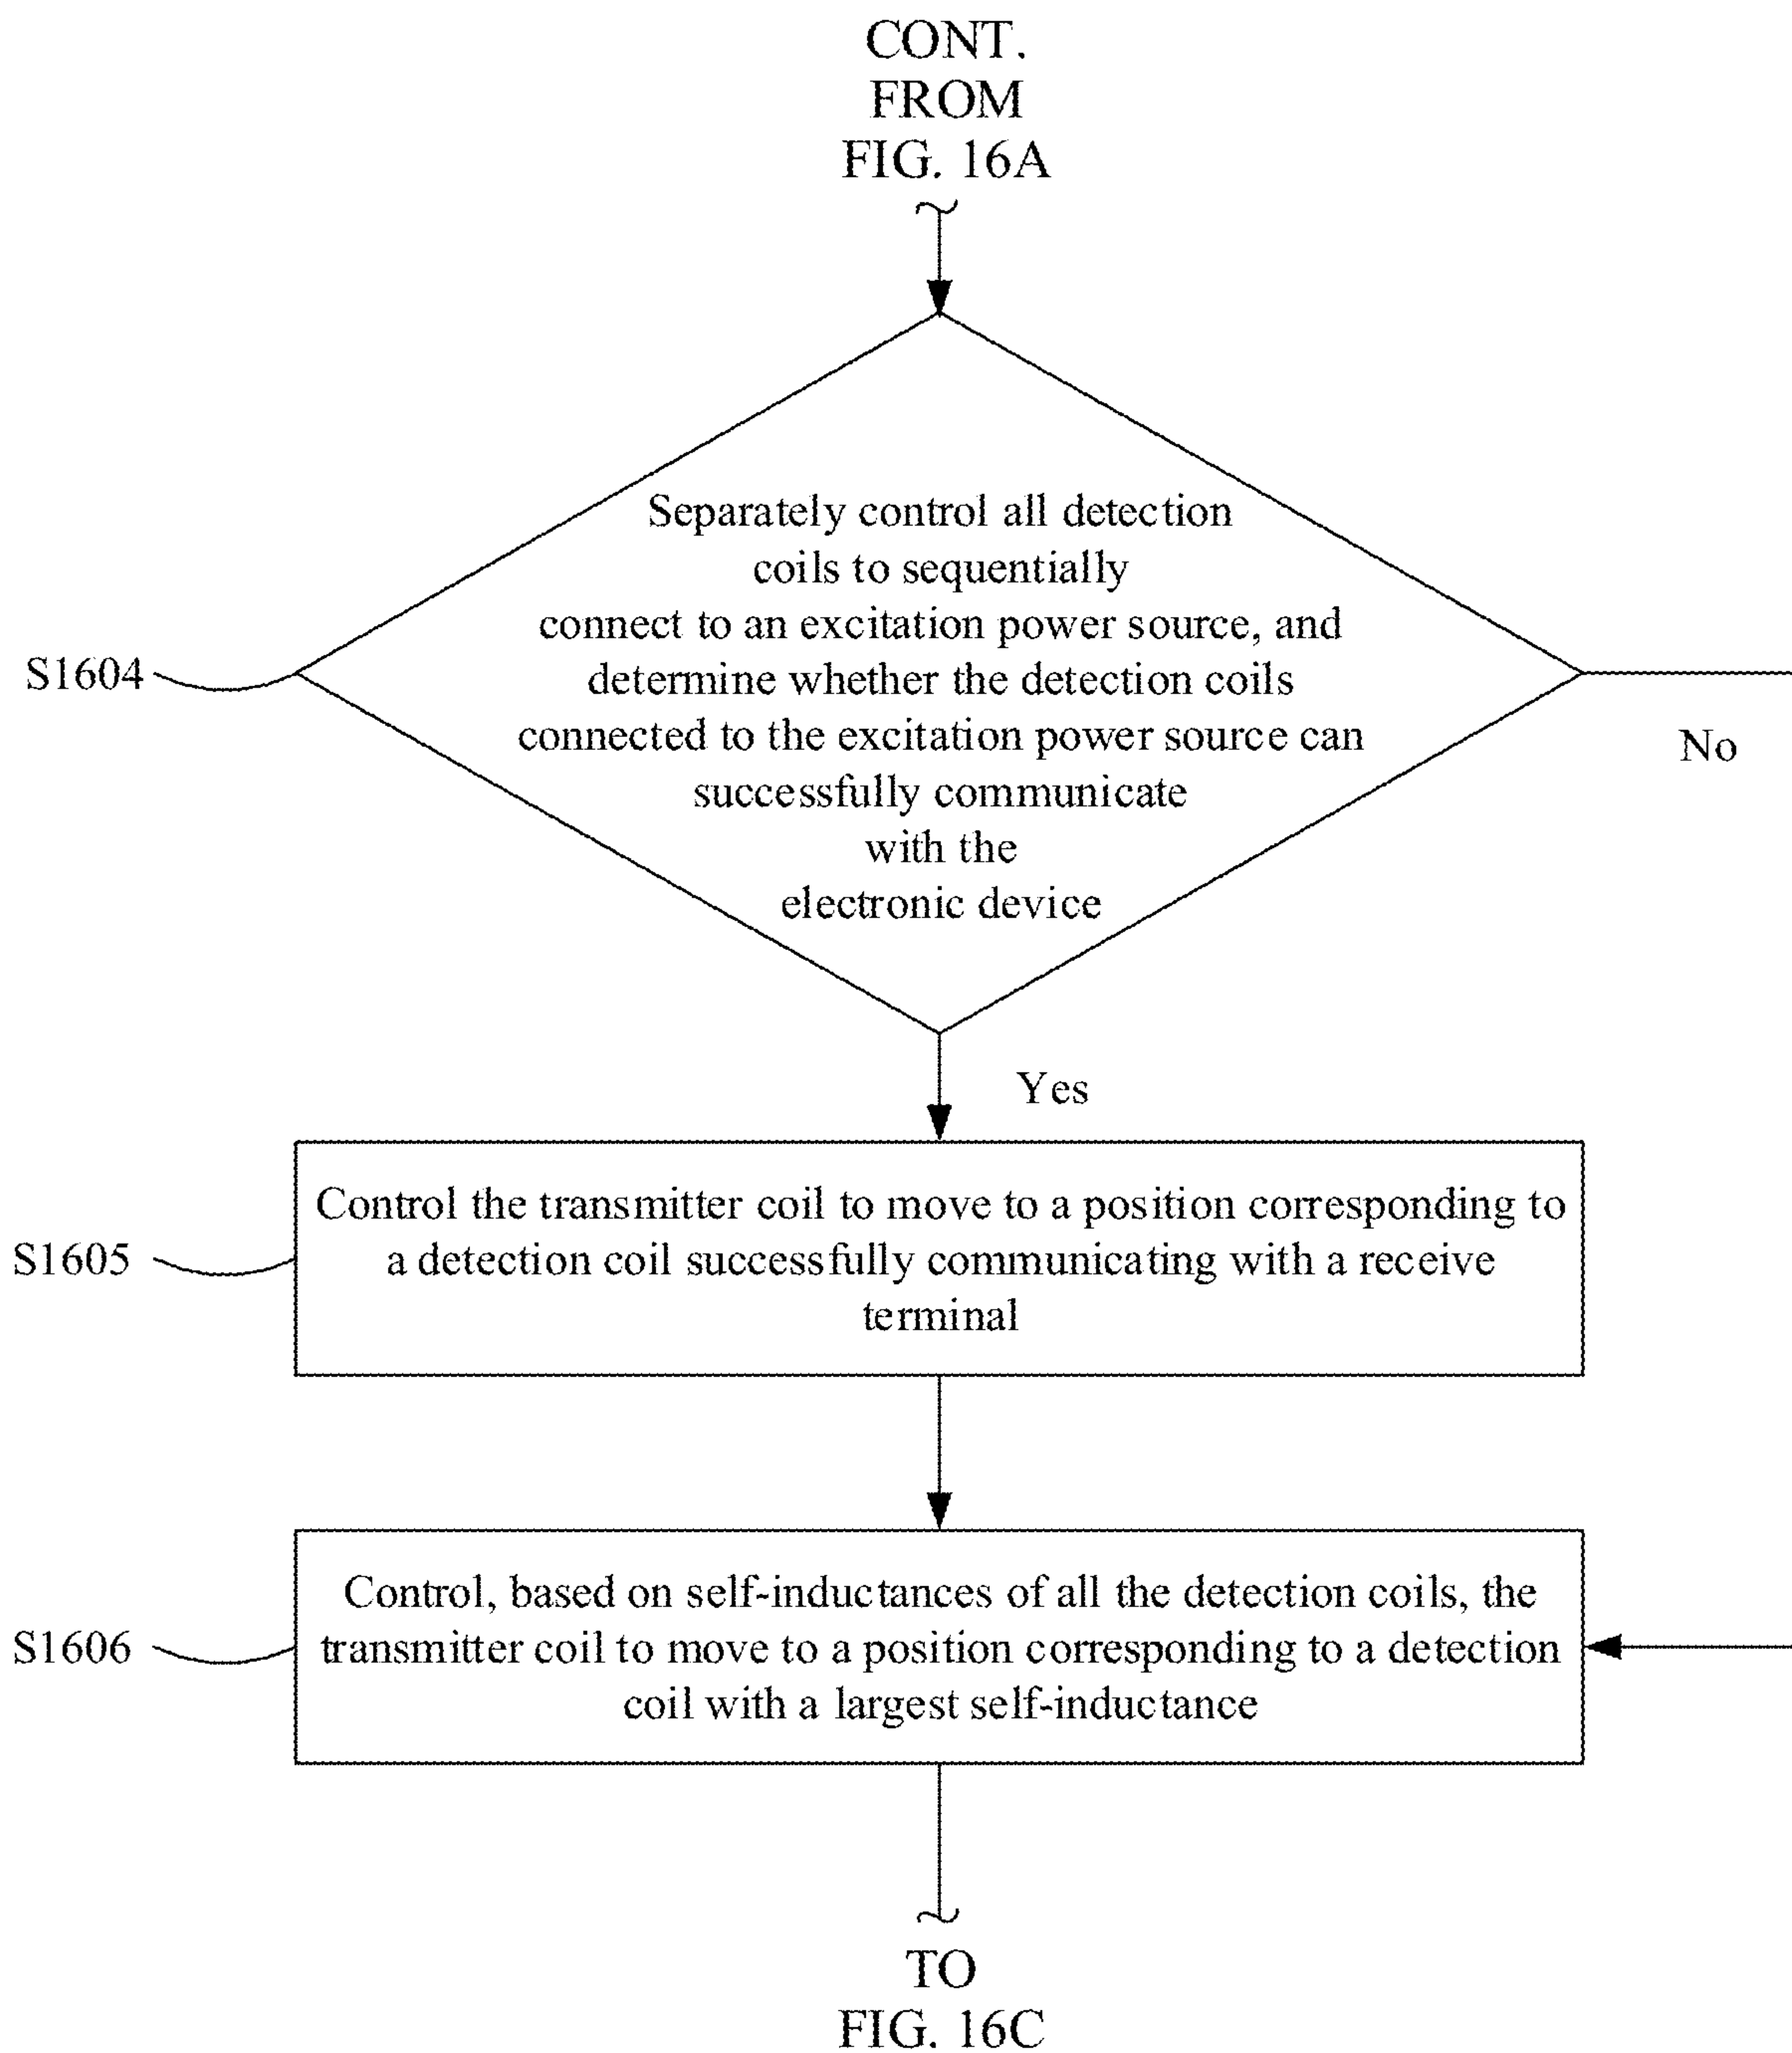 CONT.
FROM
FIG. 16A
Separately control all detection
coils to sequentially
connect to an excitation power source, and
determine whether the detection coils
connected to the excitation power source can
successfully communicate
with the
electronic device
S1604
No
Yes
Control the transmitter coil to move to a position corresponding to
a detection coil successfully communicating with a receive
terminal
S1605
Control, based on self-inductances of all the detection coils, the
transmitter coil to move to a position corresponding to a detection
coil with a largest self-inductance
S1606
TO
FIG. 16C